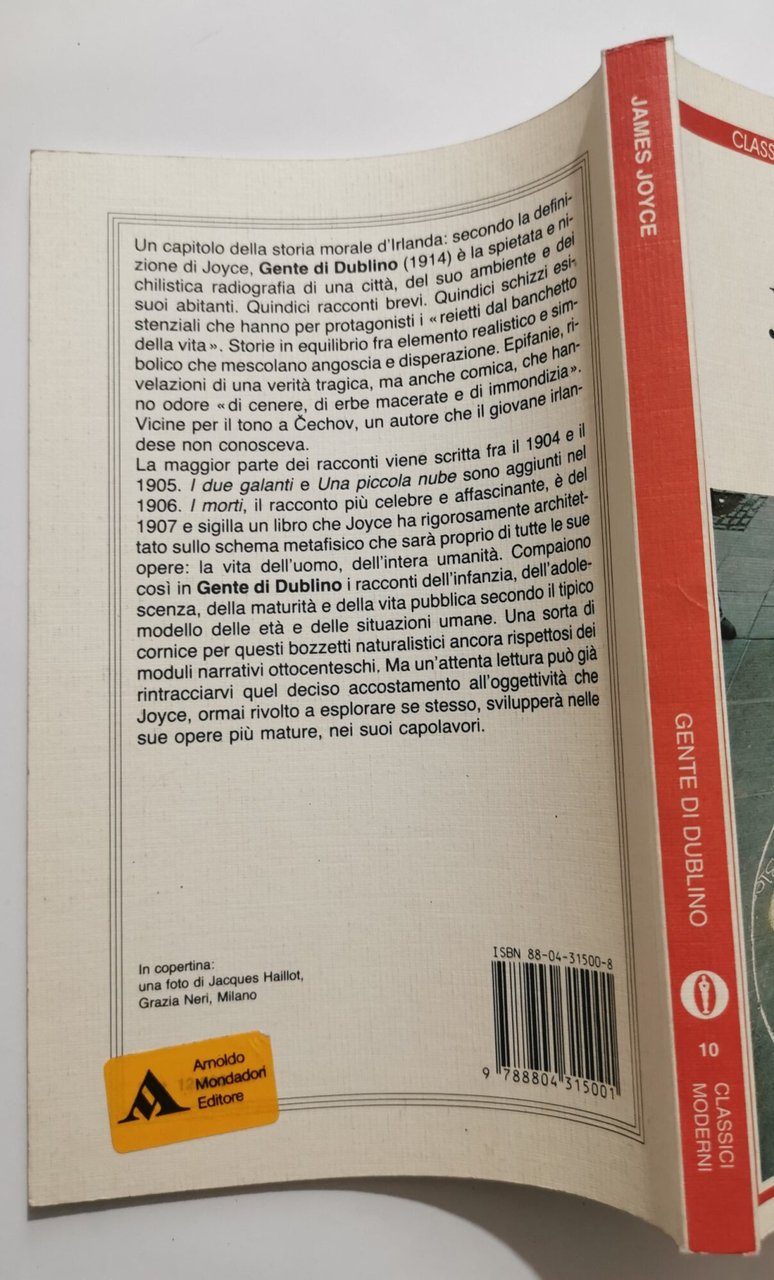 Un capitolo della storia morale d'Irlanda: secondo la defini-
zione di Joyce, Gente di Dublino (1914) è la spietata e ni-
chilistica radiografia di una città, del suo ambiente e dei
suoi abitanti. Quindici racconti brevi. Quindici schizzi esi-
stenziali che hanno per protagonisti i «reietti dal banchetto
della vita». Storie in equilibrio fra elemento realistico e sim-
bolico che mescolano angoscia e disperazione. Epifanie, ri-
velazioni di una verità tragica, ma anche comica, che han-
no odore «di cenere, di erbe macerate e di immondizia».
Vicine per il tono a Čechov, un autore che il giovane irlan-
dese non conosceva.
La maggior parte dei racconti viene scritta fra il 1904 e il
1905. I due galanti e Una piccola nube sono aggiunti nel
1906. I morti, il racconto più celebre e affascinante, è del
1907 e sigilla un libro che Joyce ha rigorosamente architet-
tato sullo schema metafisico che sarà proprio di tutte le sue
opere: la vita dell'uomo, dell'intera umanità. Compaiono
così in Gente di Dublino i racconti dell'infanzia, dell'adole-
scenza, della maturità e della vita pubblica secondo il tipico
modello delle età e delle situazioni umane. Una sorta di
cornice per questi bozzetti naturalistici ancora rispettosi dei
moduli narrativi ottocenteschi. Ma un'attenta lettura può già
rintracciarvi quel deciso accostamento all'oggettività che
Joyce, ormai rivolto a esplorare se stesso, svilupperà nelle
sue opere più mature, nei suoi capolavori.
In copertina:
una foto di Jacques Haillot,
Grazia Neri, Milano
ISBN 88-04-31500-8
9 788804 315001
Arnoldo
Mondadori
Editore
JAMES JOYCE
GENTE DI DUBLINO
10
CLASSICI
MODERNI
CLASS